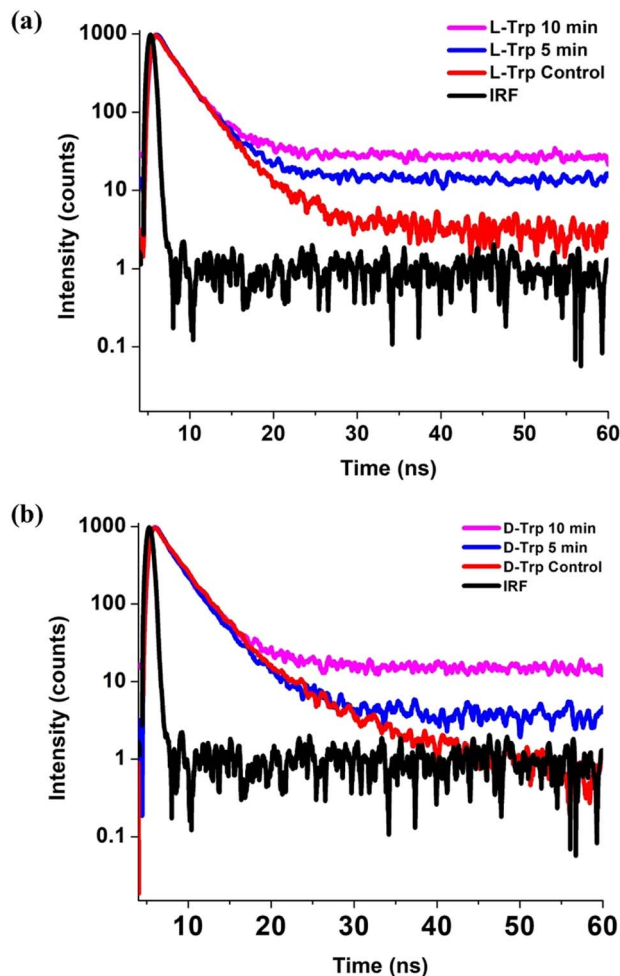 (a)
L-Trp 10 min
L-Trp 5 min
L-Trp Control
IRF
Intensity (counts)
1000
100
10
1
0.1
10 20 30 40 50 60
Time (ns)
(b)
D-Trp 10 min
D-Trp 5 min
D-Trp Control
IRF
Intensity (counts)
1000
100
10
1
0.1
10 20 30 40 50 60
Time (ns)